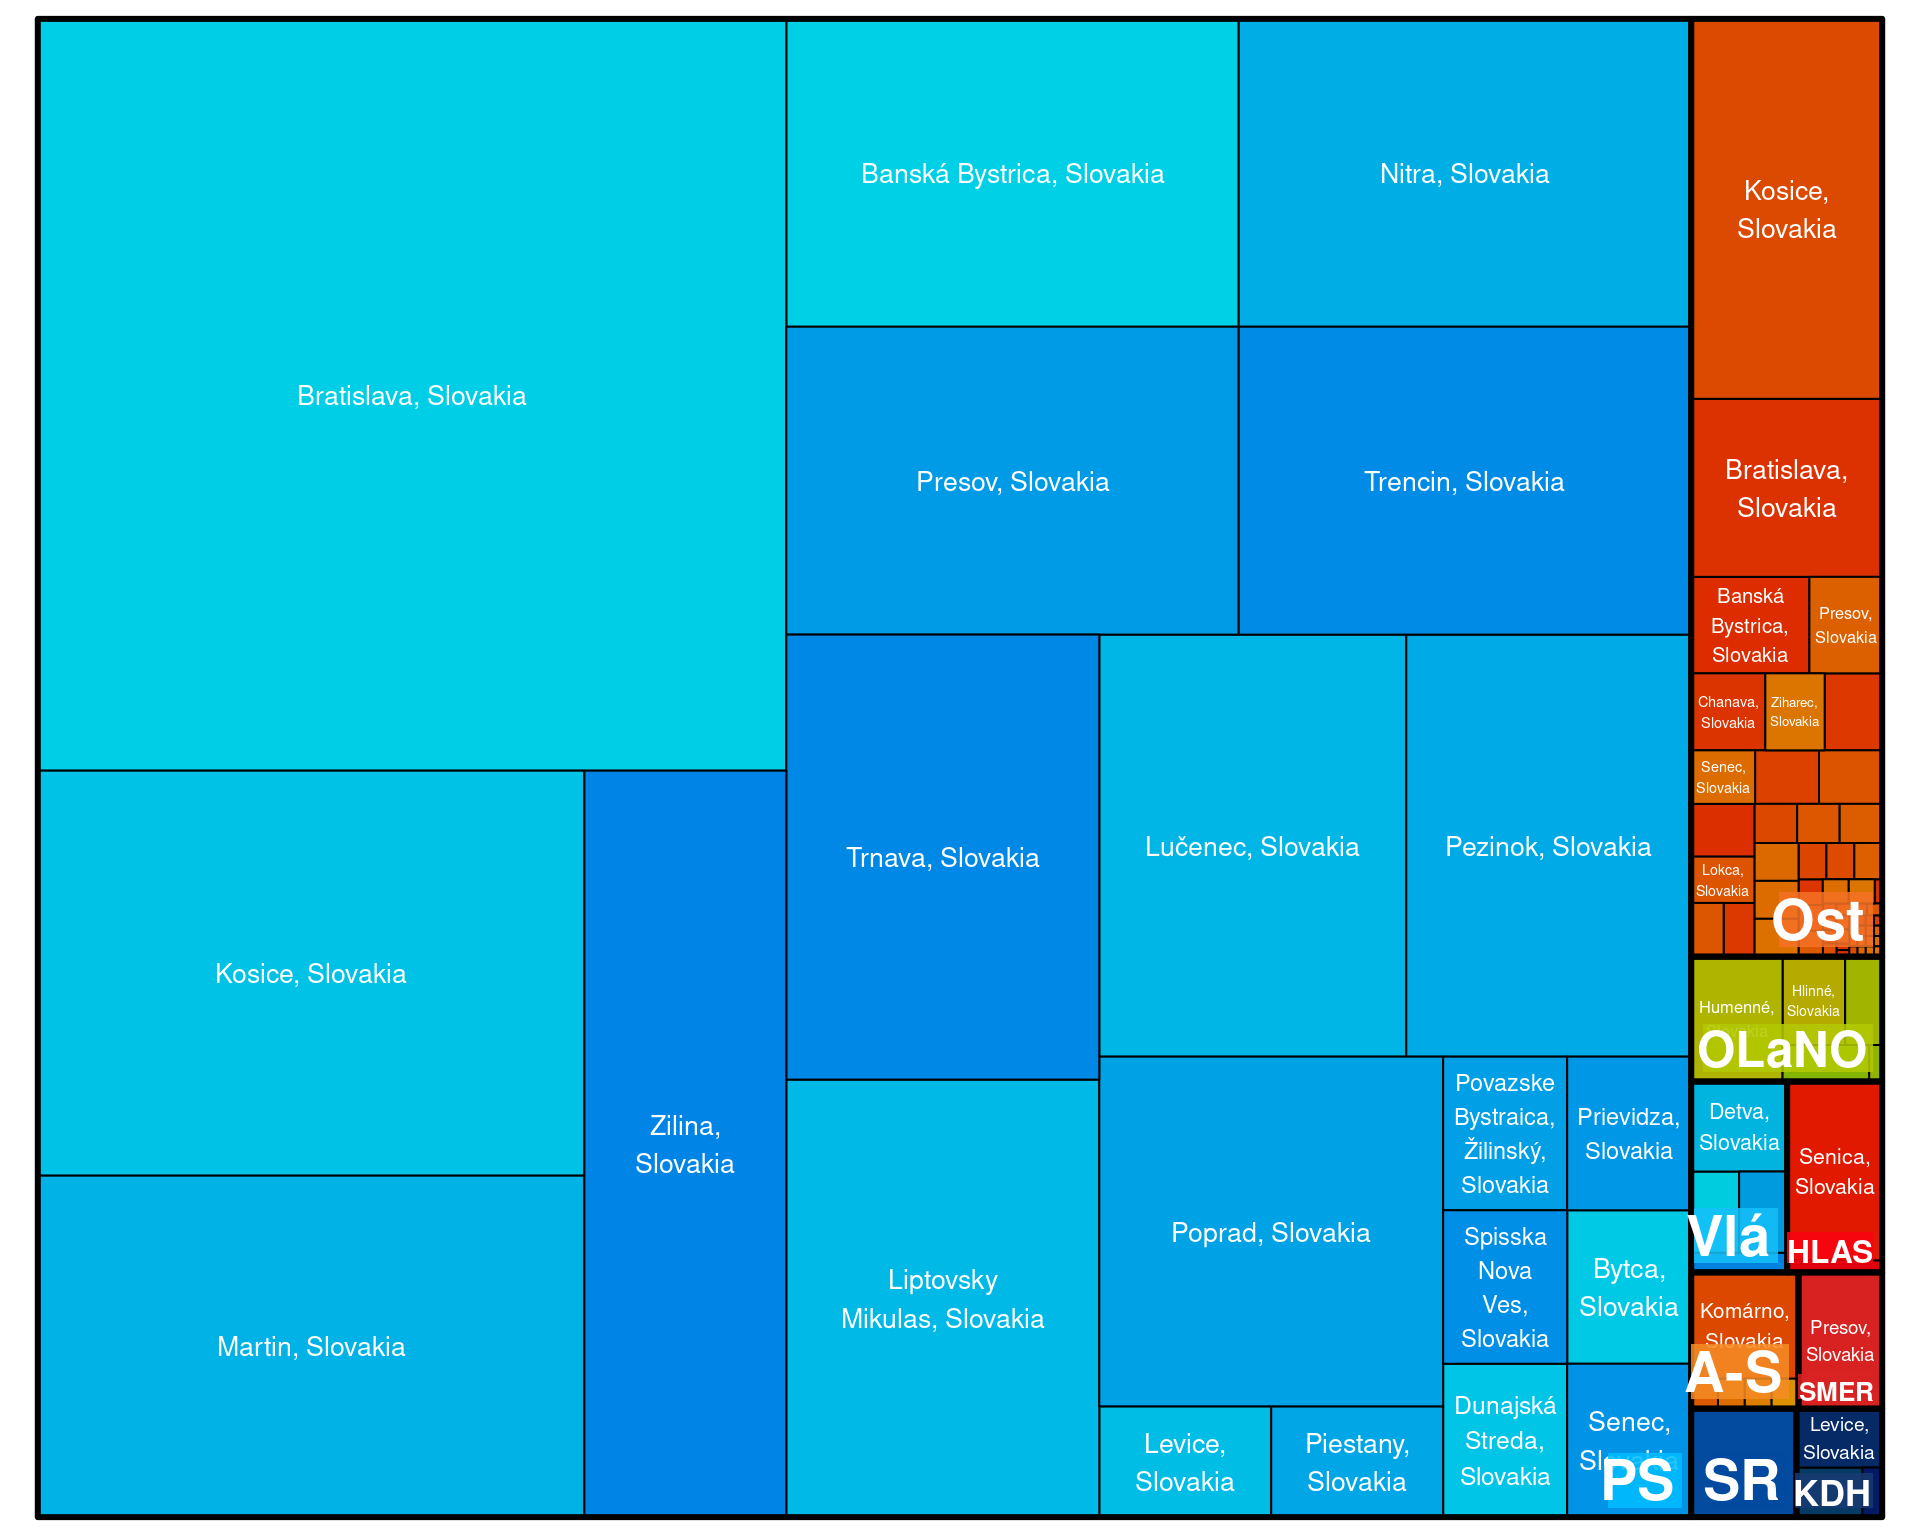 Bratislava, Slovakia
Banská Bystrica, Slovakia
Nitra, Slovakia
Presov, Slovakia
Trencin, Slovakia
Kosice, Slovakia
Martin, Slovakia
Zilina,
Slovakia
Trnava, Slovakia
Liptovsky
Mikulas, Slovakia
Lučenec, Slovakia
Pezinok, Slovakia
Poprad, Slovakia
Levice,
Slovakia
Piestany,
Slovakia
Povazske
Bystraica,
Žilinský,
Slovakia
Prievidza,
Slovakia
Spisska
Nova
Ves,
Slovakia
Bytca,
Slovakia
Dunajská
Streda,
Slovakia
Senec,
Slovakia
PS
Kosice,
Slovakia
Bratislava,
Slovakia
Banská
Bystrica,
Slovakia
Presov,
Slovakia
Chanava,
Slovakia
Ziharec,
Slovakia
Senec,
Slovakia
Lokca,
Slovakia
Ost
Humenné,
Slovakia
Hlinné,
Slovakia
OLaNO
Detva,
Slovakia
Vlá
Senica,
Slovakia
HLAS
Komárno,
Slovakia
A-S
Presov,
Slovakia
SMER
SR
Levice,
Slovakia
KDH